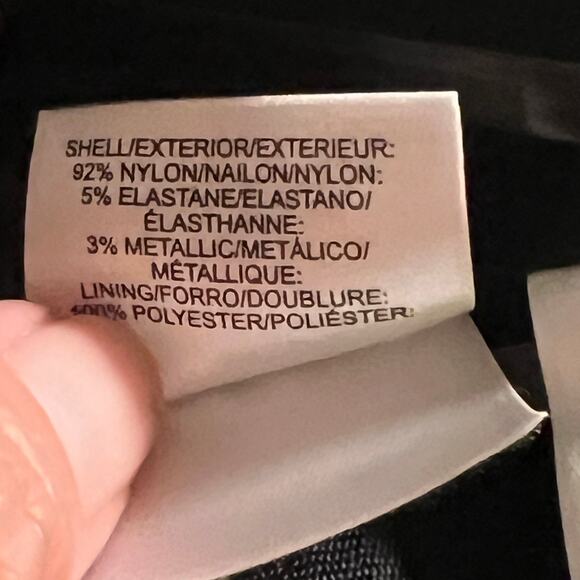 SHELL/EXTERIOR/EXTERIEUR:
92% NYLON/NAILON/NYLON:
5% ELASTANE/ELASTANO/
ÉLASTHANNE:
3% METALLIC/METÁLICO/
MÉTALLIQUE:
LINING/FORRO/DOUBLURE:
100% POLYESTER/POLIÉSTER: